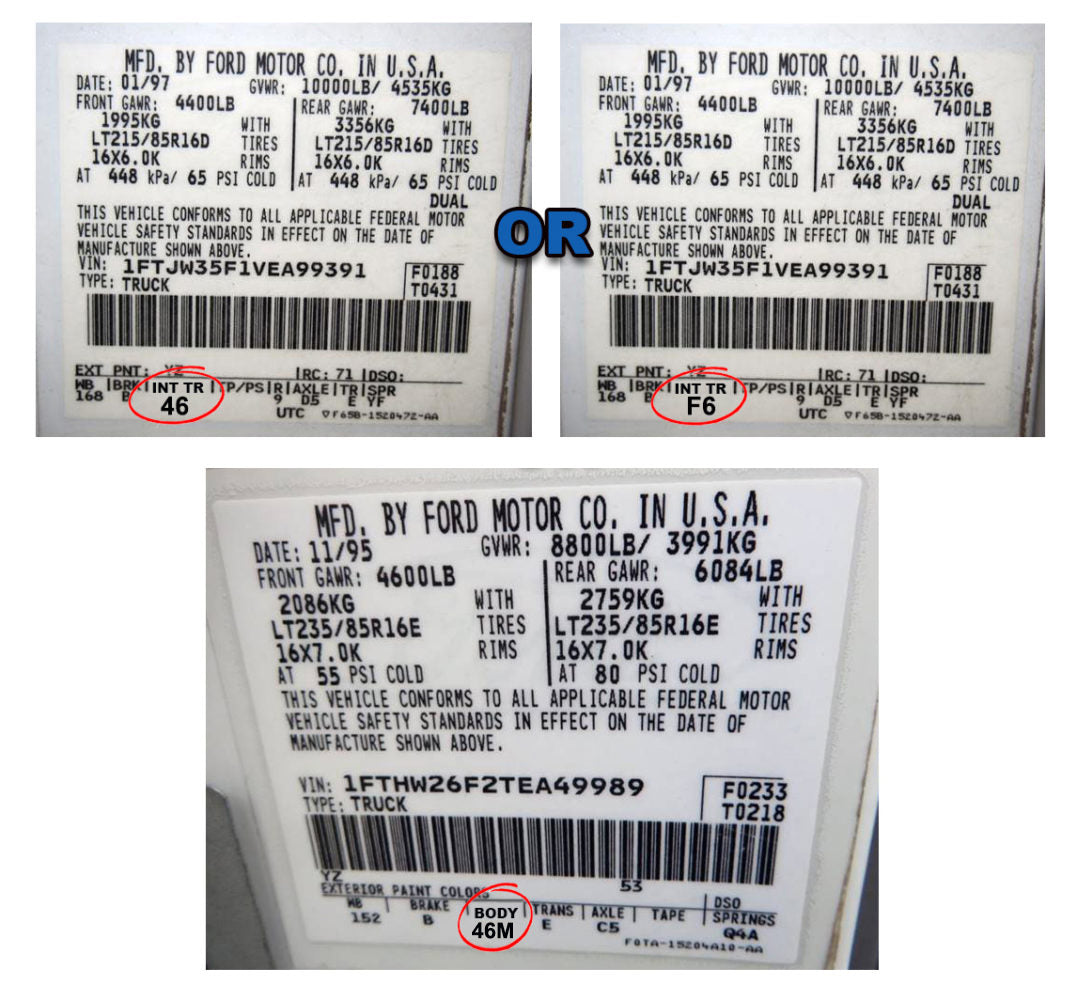 MFD. BY FORD MOTOR CO. IN U.S.A.
DATE: 01/97 GVWR: 10000LB/ 4535KG
FRONT GAWR: 4400LB REAR GAWR: 7400LB
1995KG WITH 3356KG WITH
LT215/85R16D TIRES LT215/85R16D TIRES
16X6.0K RIMS 16X6.0K RIMS
AT 448 kPa/ 65 PSI COLD AT 448 kPa/ 65 PSI COLD
DUAL
THIS VEHICLE CONFORMS TO ALL APPLICABLE FEDERAL MOTOR
VEHICLE SAFETY STANDARDS IN EFFECT ON THE DATE OF
MANUFACTURE SHOWN ABOVE.
VIN: 1FTJW35F1VEA99391 F0188
TYPE: TRUCK T0431
EXT PNT: YZ RC: 71 DSO:
WB BRK INT TR TP/PS R AXLE TR SPR
168 B 46 9 D5 E YF
UTC ▽F65B-1520472-AA
OR
MFD. BY FORD MOTOR CO. IN U.S.A.
DATE: 01/97 GVWR: 10000LB/ 4535KG
FRONT GAWR: 4400LB REAR GAWR: 7400LB
1995KG WITH 3356KG WITH
LT215/85R16D TIRES LT215/85R16D TIRES
16X6.0K RIMS 16X6.0K RIMS
AT 448 kPa/ 65 PSI COLD AT 448 kPa/ 65 PSI COLD
DUAL
THIS VEHICLE CONFORMS TO ALL APPLICABLE FEDERAL MOTOR
VEHICLE SAFETY STANDARDS IN EFFECT ON THE DATE OF
MANUFACTURE SHOWN ABOVE.
VIN: 1FTJW35F1VEA99391 F0188
TYPE: TRUCK T0431
EXT PNT: YZ RC: 71 DSO:
WB BRK INT TR TP/PS R AXLE TR SPR
168 B F6 9 D5 E YF
UTC ▽F65B-1520472-AA
MFD. BY FORD MOTOR CO. IN U.S.A.
DATE: 11/95 GVWR: 8800LB/ 3991KG
FRONT GAWR: 4600LB REAR GAWR: 6084LB
2086KG WITH 2759KG WITH
LT235/85R16E TIRES LT235/85R16E TIRES
16X7.0K RIMS 16X7.0K RIMS
AT 55 PSI COLD AT 80 PSI COLD
THIS VEHICLE CONFORMS TO ALL APPLICABLE FEDERAL MOTOR
VEHICLE SAFETY STANDARDS IN EFFECT ON THE DATE OF
MANUFACTURE SHOWN ABOVE.
VIN: 1FTHW26F2TEA49989 F0233
TYPE: TRUCK T0218
YZ 53
EXTERIOR PAINT COLORS DSO
WB BRAKE BODY TRANS AXLE TAPE SPRINGS
152 B 46M E C5 Q4A
F0TA-15204A10-AA